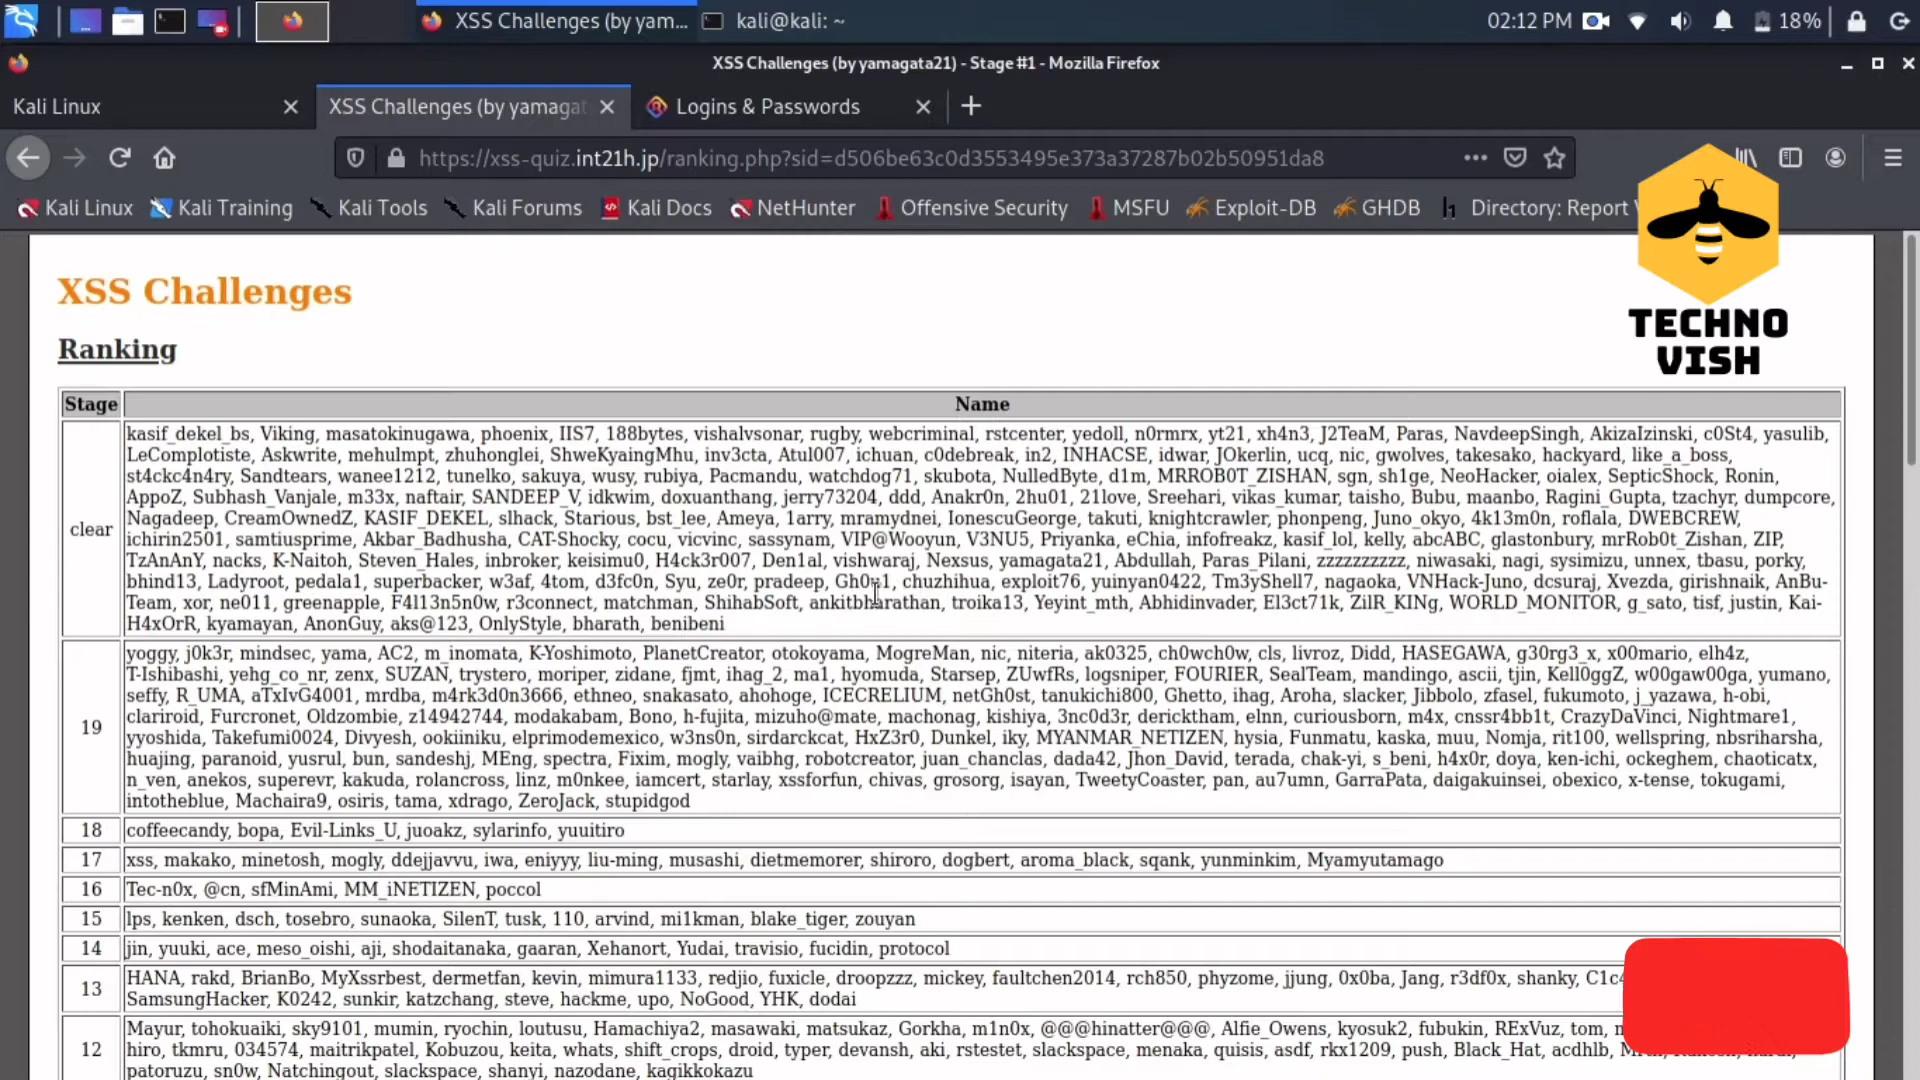 XSS Challenges (by yam...
kali@kali: ~
02:12 PM
18%
XSS Challenges (by yamagata21) - Stage #1 - Mozilla Firefox
Kali Linux
XSS Challenges (by yamagat
Logins & Passwords
https://xss-quiz.int21h.jp/ranking.php?sid=d506be63c0d3553495e373a37287b02b50951da8
Kali Linux
Kali Training
Kali Tools
Kali Forums
Kali Docs
NetHunter
Offensive Security
MSFU
Exploit-DB
GHDB
Directory: Report
TECHNO
VISH
XSS Challenges
Ranking
Stage Name
clear
kasif_dekel_bs, Viking, masatokinugawa, phoenix, IIS7, 188bytes, vishalvsonar, rugby, webcriminal, rstcenter, yedoll, n0rmrx, yt21, xh4n3, J2TeaM, Paras, NavdeepSingh, AkizaIzinski, c0St4, yasulib,
LeComplotiste, Askwrite, mehulmpt, zhuhonglei, ShweKyaingMhu, inv3cta, Atul007, ichuan, c0debreak, in2, INHACSE, idwar, JOkerlin, ucq, nic, gwolves, takesako, hackyard, like_a_boss,
st4ckc4n4ry, Sandtears, wanee1212, tunelko, sakuya, wusy, rubiya, Pacmandu, watchdog71, skubota, NulledByte, d1m, MRROB0T_ZISHAN, sgn, sh1ge, NeoHacker, oialex, SepticShock, Ronin,
AppoZ, Subhash_Vanjale, m33x, naftair, SANDEEP_V, idkwim, doxuanthang, jerry73204, ddd, Anakr0n, 2hu01, 21love, Sreehari, vikas_kumar, taisho, Bubu, maanbo, Ragini_Gupta, tzachyr, dumpcore,
Nagadeep, CreamOwnedZ, KASIF_DEKEL, slhack, Starious, bst_lee, Ameya, 1arry, mramydnei, IonescuGeorge, takuti, knightcrawler, phonpeng, Juno_okyo, 4k13m0n, roflala, DWEBCREW,
ichirin2501, samtiusprime, Akbar_Badhusha, CAT-Shocky, cocu, vicvinc, sassynam, VIP@Wooyun, V3NU5, Priyanka, eChia, infofreakz, kasif_lol, kelly, abcABC, glastonbury, mrRob0t_Zishan, ZIP,
TzAnAnY, nacks, K-Naitoh, Steven_Hales, inbroker, keisimu0, H4ck3r007, Den1al, vishwaraj, Nexsus, yamagata21, Abdullah, Paras_Pilani, zzzzzzzzzz, niwasaki, nagi, sysimizu, unnex, tbasu, porky,
bhind13, Ladyroot, pedala1, superbacker, w3af, 4tom, d3fc0n, Syu, ze0r, pradeep, Gh0s1, chuzhihua, exploit76, yuinyan0422, Tm3yShell7, nagaoka, VNHack-Juno, dcsuraj, Xvezda, girishnaik, AnBu-
Team, xor, ne011, greenapple, F4l13n5n0w, r3connect, matchman, ShihabSoft, ankitbharathan, troika13, Yeyint_mth, Abhidinvader, El3ct71k, ZilR_KINg, WORLD_MONITOR, g_sato, tisf, justin, Kai-
H4xOrR, kyamayan, AnonGuy, aks@123, OnlyStyle, bharath, benibeni
19
yoggy, j0k3r, mindsec, yama, AC2, m_inomata, K-Yoshimoto, PlanetCreator, otokoyama, MogreMan, nic, niteria, ak0325, ch0wch0w, cls, livroz, Didd, HASEGAWA, g30rg3_x, x00mario, elh4z,
T-Ishibashi, yehg_co_nr, zenx, SUZAN, trystero, moriper, zidane, fjmt, ihag_2, ma1, hyomuda, Starsep, ZUwfRs, logsniper, FOURIER, SealTeam, mandingo, ascii, tjin, Kell0ggZ, w00gaw00ga, yumano,
seffy, R_UMA, aTxIvG4001, mrdba, m4rk3d0n3666, ethneo, snakasato, ahohoge, ICECRELIUM, netGh0st, tanukichi800, Ghetto, ihag, Aroha, slacker, Jibbolo, zfasel, fukumoto, j_yazawa, h-obi,
clariroid, Furcronet, Oldzombie, z14942744, modakabam, Bono, h-fujita, mizuho@mate, machonag, kishiya, 3nc0d3r, dericktham, elnn, curiousborn, m4x, cnssr4bb1t, CrazyDaVinci, Nightmare1,
yyoshida, Takefumi0024, Divyesh, ookiiniku, elprimodemexico, w3ns0n, sirdarckcat, HxZ3r0, Dunkel, iky, MYANMAR_NETIZEN, hysia, Funmatu, kaska, muu, Nomja, rit100, wellspring, nbsriharsha,
huajing, paranoid, yusrul, bun, sandeshj, MEng, spectra, Fixim, mogly, vaibhg, robotcreator, juan_chanclas, dada42, Jhon_David, terada, chak-yi, s_beni, h4x0r, doya, ken-ichi, ockeghem, chaoticatx,
n_ven, anekos, superevr, kakuda, rolancross, linz, m0nkee, iamcert, starlay, xssforfun, chivas, grosorg, isayan, TweetyCoaster, pan, au7umn, GarraPata, daigakuinsei, obexico, x-tense, tokugami,
intotheblue, Machaira9, osiris, tama, xdrago, ZeroJack, stupidgod
18 coffeecandy, bopa, Evil-Links_U, juoakz, sylarinfo, yuuitiro
17 xss, makako, minetosh, mogly, ddejjavvu, iwa, eniyyy, liu-ming, musashi, dietmemorer, shiroro, dogbert, aroma_black, sqank, yunminkim, Myamyutamago
16 Tec-n0x, @cn, sfMinAmi, MM_iNETIZEN, poccol
15 lps, kenken, dsch, tosebro, sunaoka, SilenT, tusk, 110, arvind, mi1kman, blake_tiger, zouyan
14 jin, yuuki, ace, meso_oishi, aji, shodaitanaka, gaaran, Xehanort, Yudai, travisio, fucidin, protocol
13
HANA, rakd, BrianBo, MyXssrbest, dermetfan, kevin, mimura1133, redjio, fuxicle, droopzzz, mickey, faultchen2014, rch850, phyzome, jjung, 0x0ba, Jang, r3df0x, shanky,
SamsungHacker, K0242, sunkir, katzchang, steve, hackme, upo, NoGood, YHK, dodai
12
Mayur, tohokuaiki, sky9101, mumin, ryochin, loutusu, Hamachiya2, masawaki, matsukaz, Gorkha, m1n0x, @@@hinatter@@@, Alfie_Owens, kyosuk2, fubukin, RExVuz, tom,
hiro, tkmru, 034574, maitrikpatel, Kobuzou, keita, whats, shift_crops, droid, typer, devansh, aki, rstestet, slackspace, menaka, quisis, asdf, rkx1209, push, Black_Hat, acdhlb,
patoruzu, sn0w, Natchingout, slackspace, shanyi, nazodane, kagikkokazu